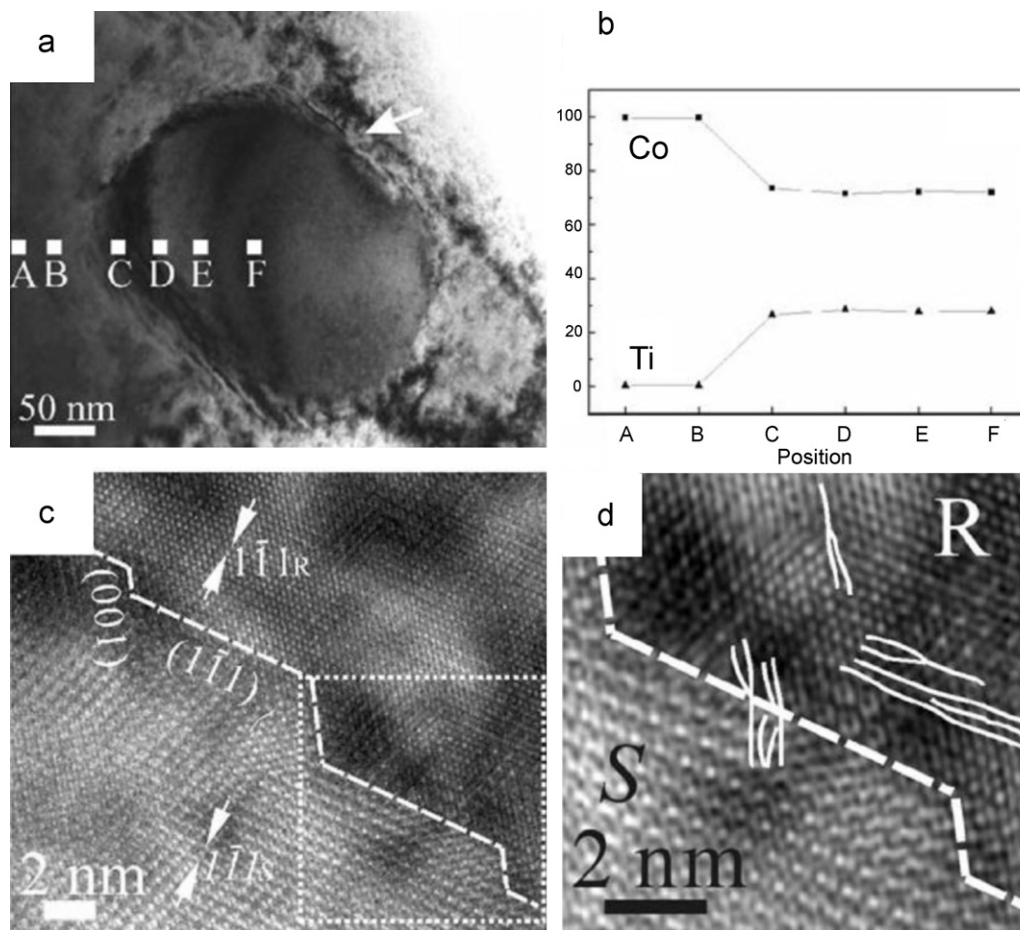 a
A B C D E F
50 nm
b
100
80
60
40
20
0
Co
Ti
A B C D E F
Position
c
(001)
(11̄1)
11̄1R
11̄1S
2 nm
d
R
S
2 nm